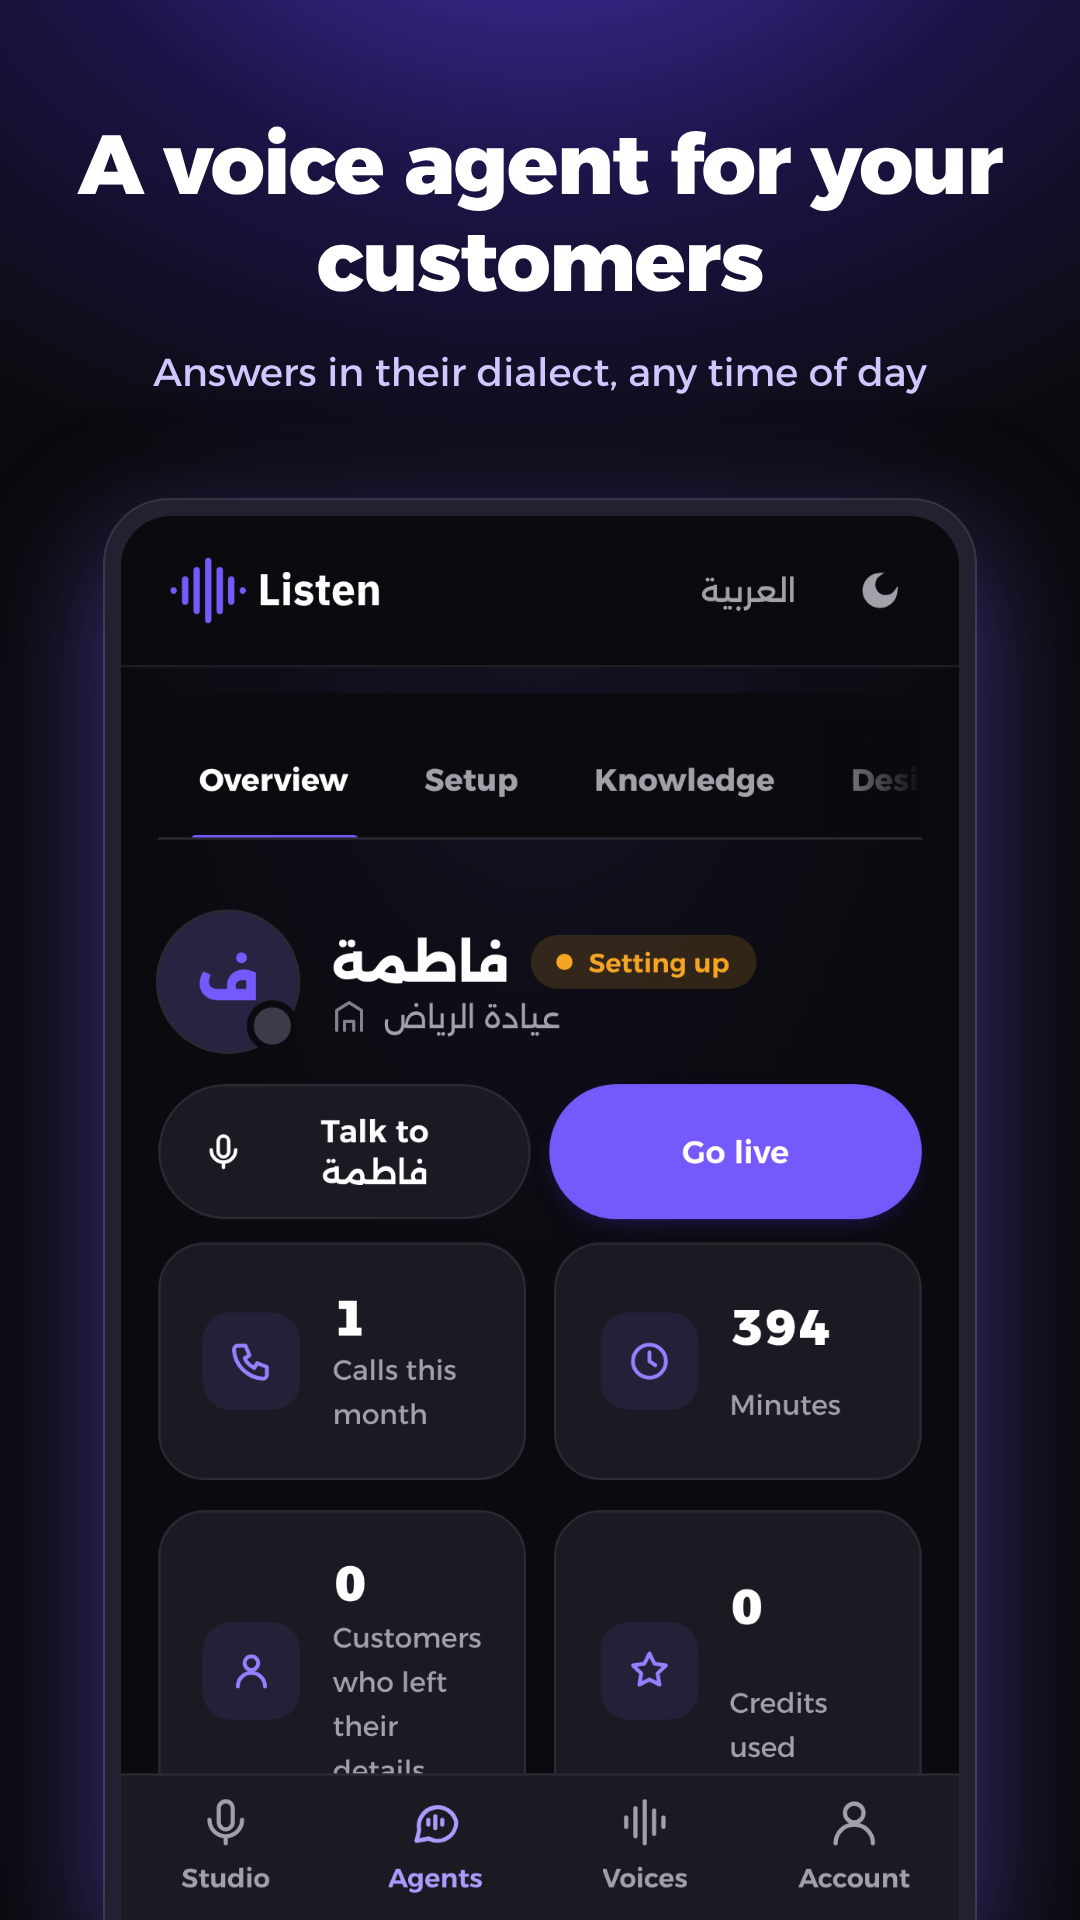 A voice agent for your
customers
Answers in their dialect, any time of day
Listen
العربية
Overview
Setup
Knowledge
Desi
ف
فاطمة
Setting up
عيادة الرياض
Talk to
فاطمة
Go live
1
Calls this
month
394
Minutes
0
Customers
who left
their
details
0
Credits
used
Studio
Agents
Voices
Account